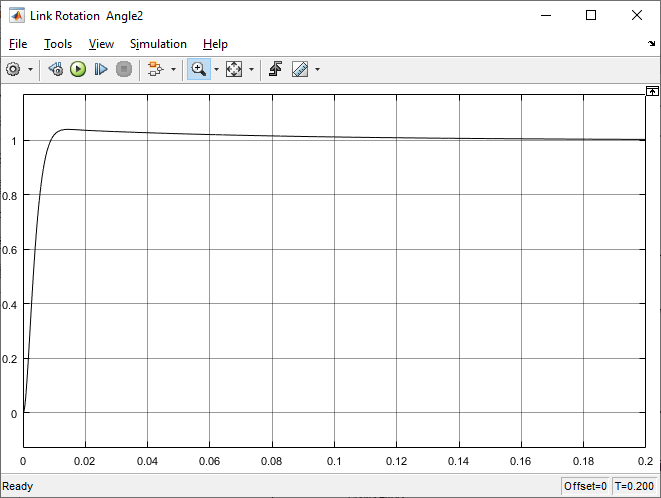 Link Rotation Angle2
File Tools View Simulation Help
1
0.8
0.6
0.4
0.2
0
0 0.02 0.04 0.06 0.08 0.1 0.12 0.14 0.16 0.18 0.2
Ready Offset=0 T=0.200